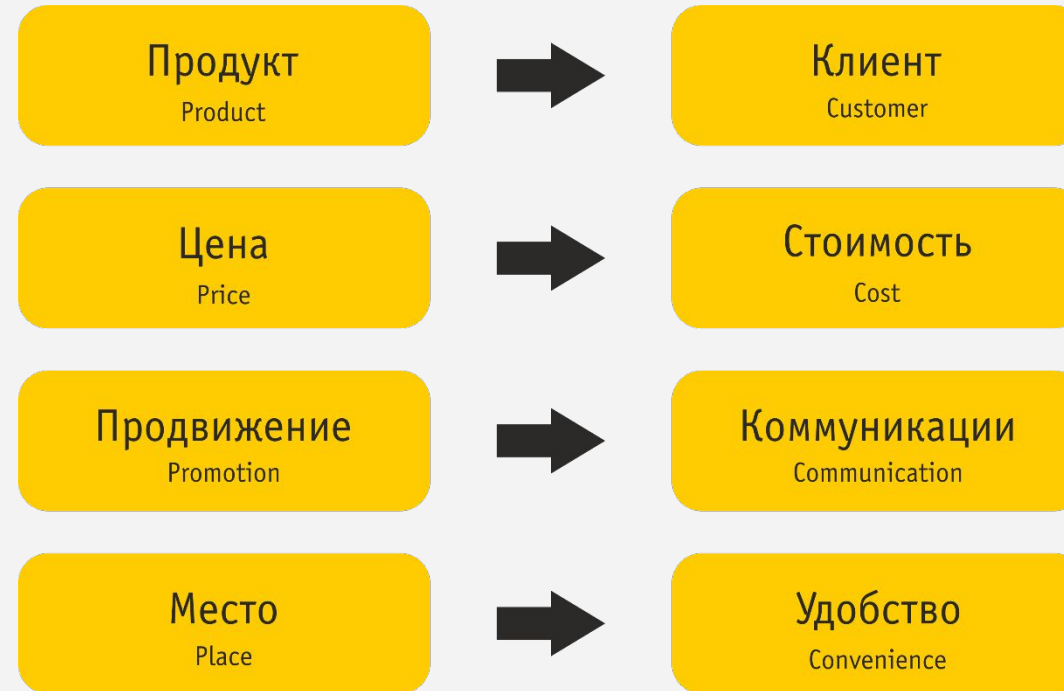 Продукт
Product
Клиент
Customer
Цена
Price
Стоимость
Cost
Продвижение
Promotion
Коммуникации
Communication
Место
Place
Удобство
Convenience